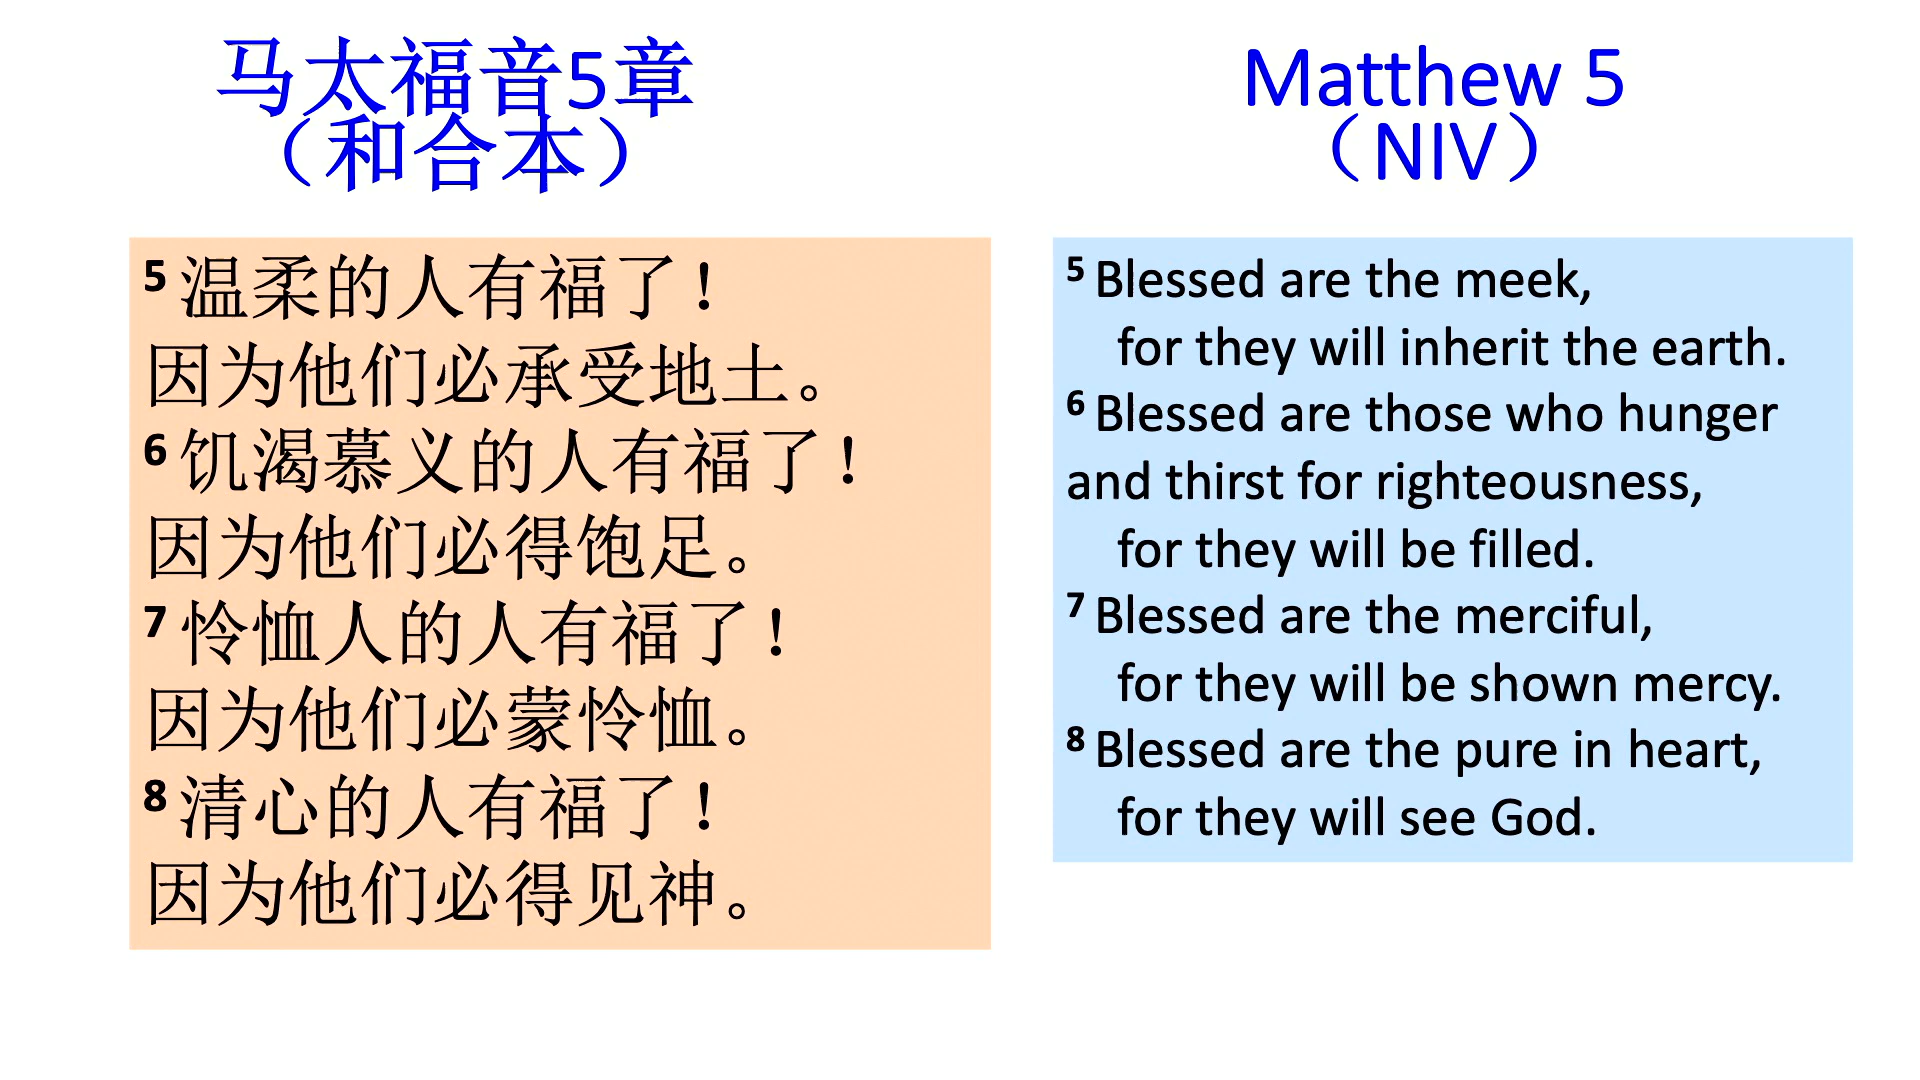 马太福音5章
（和合本）
5 温柔的人有福了！
因为他们必承受地土。
6 饥渴慕义的人有福了！
因为他们必得饱足。
7 怜恤人的人有福了！
因为他们必蒙怜恤。
8 清心的人有福了！
因为他们必得见神。
Matthew 5
（NIV）
5 Blessed are the meek,
for they will inherit the earth.
6 Blessed are those who hunger
and thirst for righteousness,
for they will be filled.
7 Blessed are the merciful,
for they will be shown mercy.
8 Blessed are the pure in heart,
for they will see God.